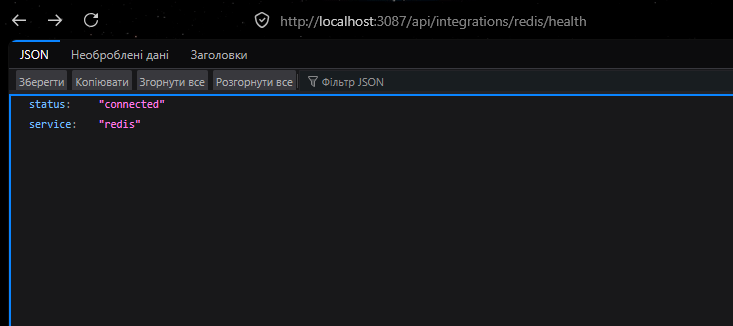 http://localhost:3087/api/integrations/redis/health
JSON Необроблені дані Заголовки
Зберегти Копіювати Згорнути все Розгорнути все Фільтр JSON
status: "connected"
service: "redis"